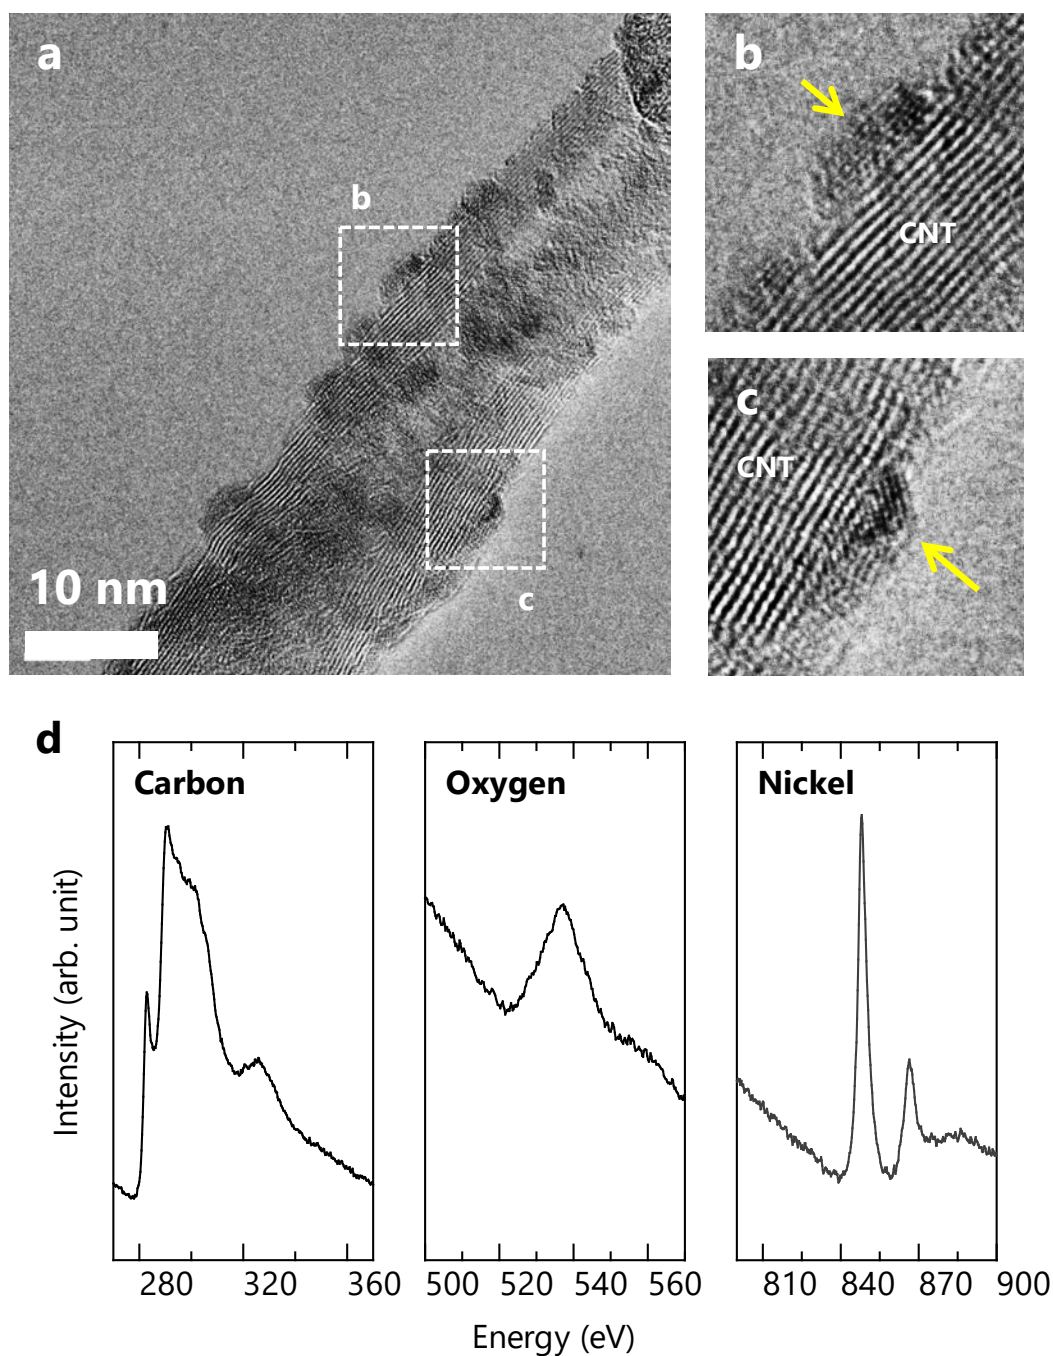 a
b
c
10 nm
b
CNT
c
CNT
d
Carbon
Oxygen
Nickel
Intensity (arb. unit)
280 320 360
500 520 540 560
810 840 870 900
Energy (eV)